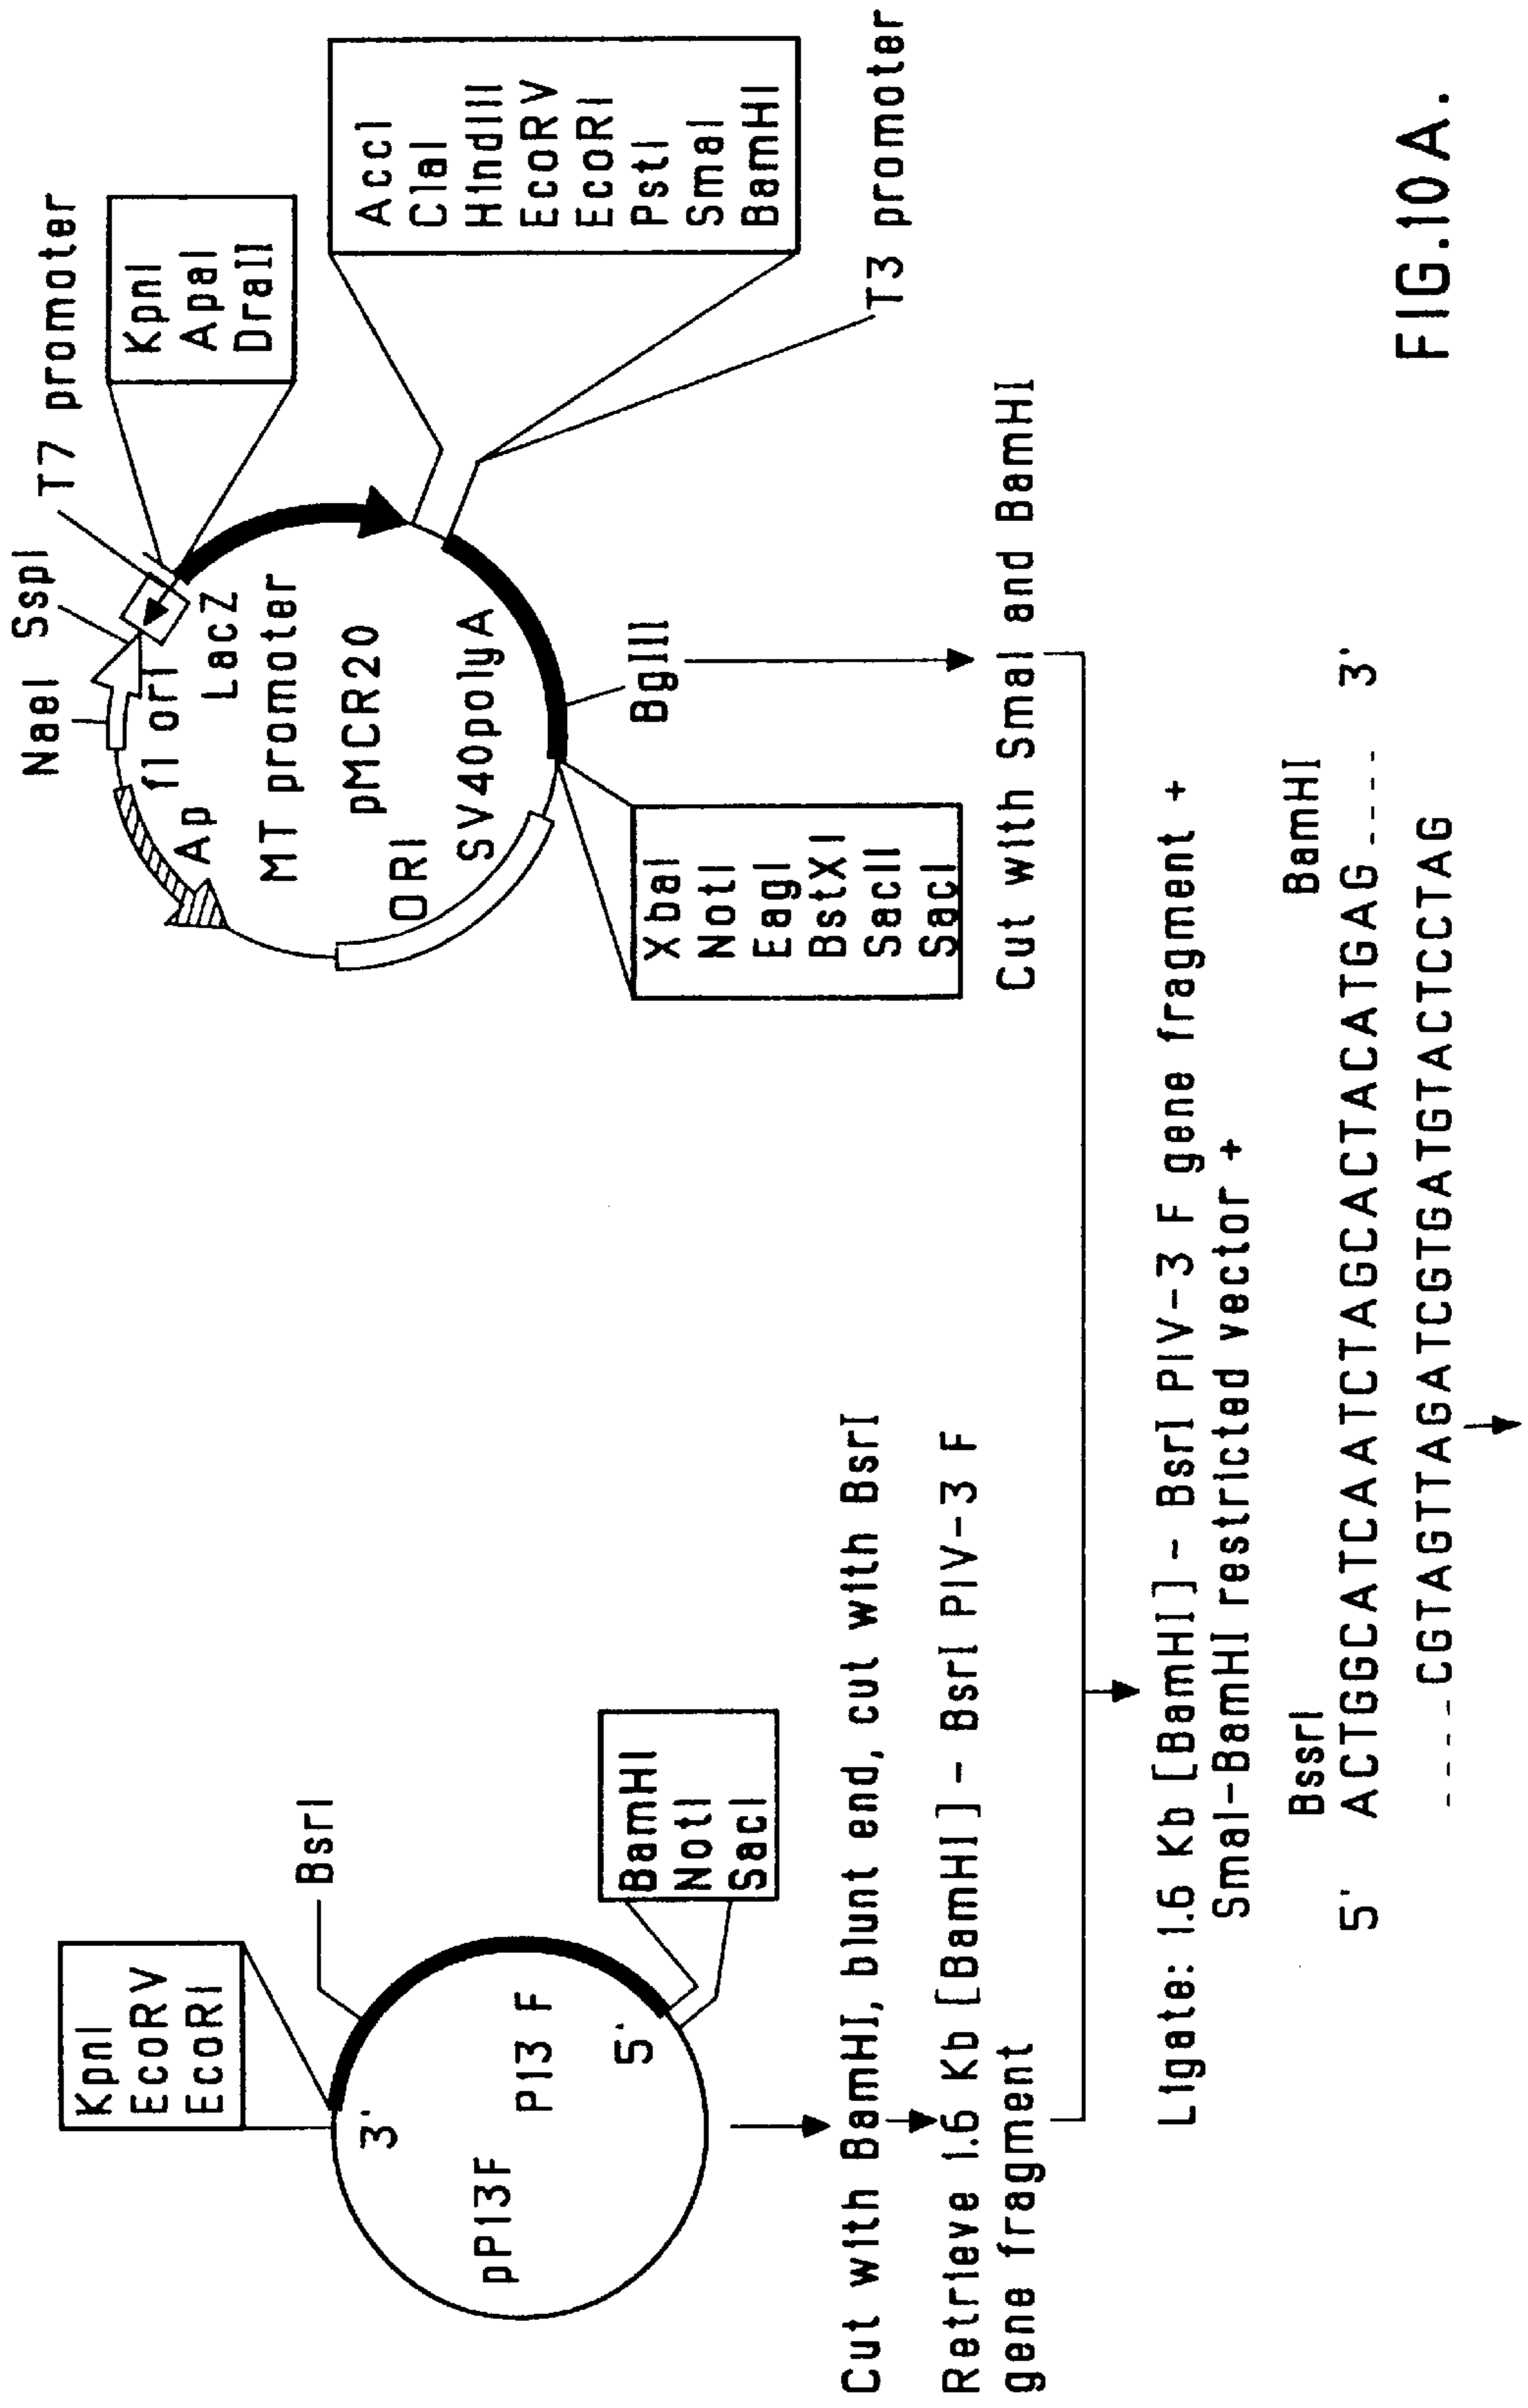 KpnI
EcoRV
EcoRI
BsrI
3'
pPI3F
PI3 F
5'
BamHI
NotI
SacI
NaeI
SspI
T7 promoter
KpnI
ApaI
DraII
f1 ori
LacZ
Ap
MT promoter
pMCR20
ORI
SV40polyA
AccI
ClaI
HindIII
EcoRV
EcoRI
PstI
SmaI
BamHI
T3 promoter
BglII
XbaI
NotI
EagI
BstXI
SacII
SacI
Cut with BamHI, blunt end, cut with BsrI
Retrieve 1.6 Kb [BamHI] - BsrI PIV-3 F
gene fragment
Cut with SmaI and BamHI
Ligate: 1.6 Kb [BamHI] - BsrI PIV-3 F gene fragment +
SmaI-BamHI restricted vector +
BssrI BamHI
5' ACTGGCATCAATCTAGCACTACATGAG---- 3'
----CGTAGTTAGATCGTGATGTACTCCTAG
FIG.10A.